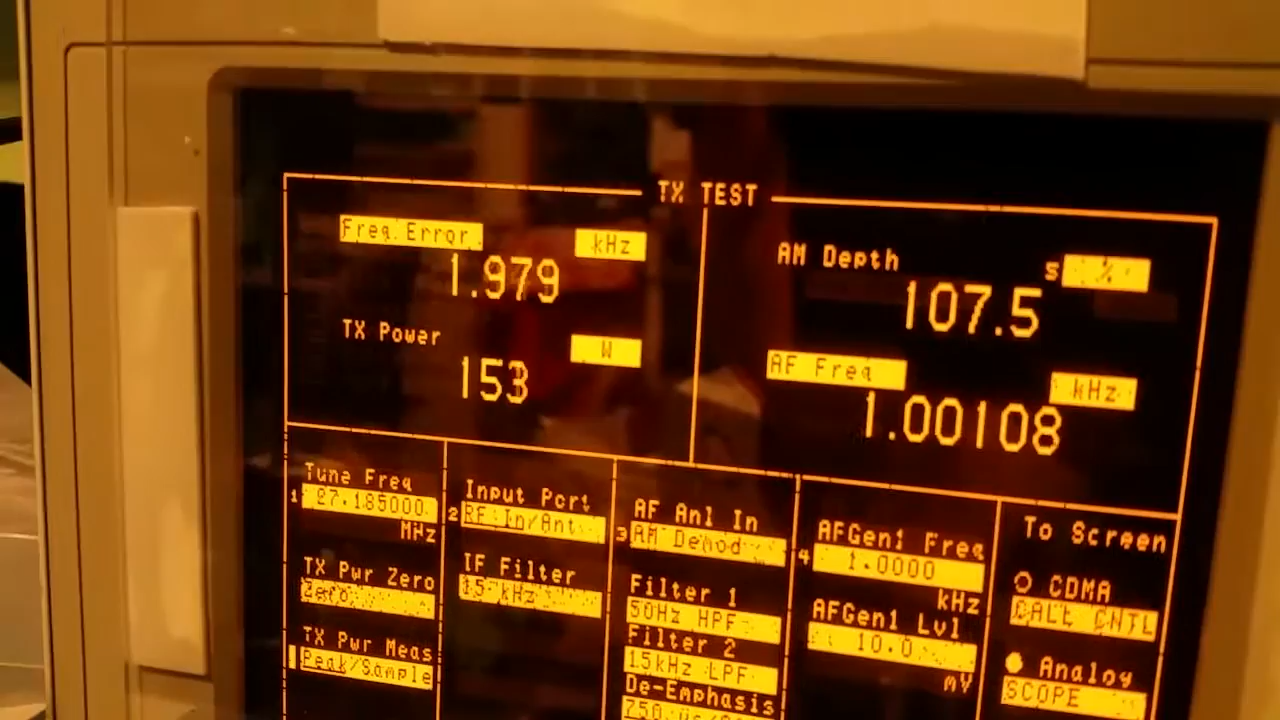 TX TEST
Freq Error kHz
1.979
TX Power W
153
AM Depth s %
107.5
AF Freq kHz
1.00108
Tune Freq
1 27.185000
MHz
TX Pwr Zero
Zero
TX Pwr Meas
Peak/Sample
Input Port
2 RF In/Ant
IF Filter
15 kHz
AF Anl In
3 AM Demod
Filter 1
50Hz HPF
Filter 2
15kHz LPF
De-Emphasis
AFGen1 Freq
4 1.0000
kHz
AFGen1 Lvl
10.0
mV
To Screen
CDMA
CALL CNTL
Analog
SCOPE